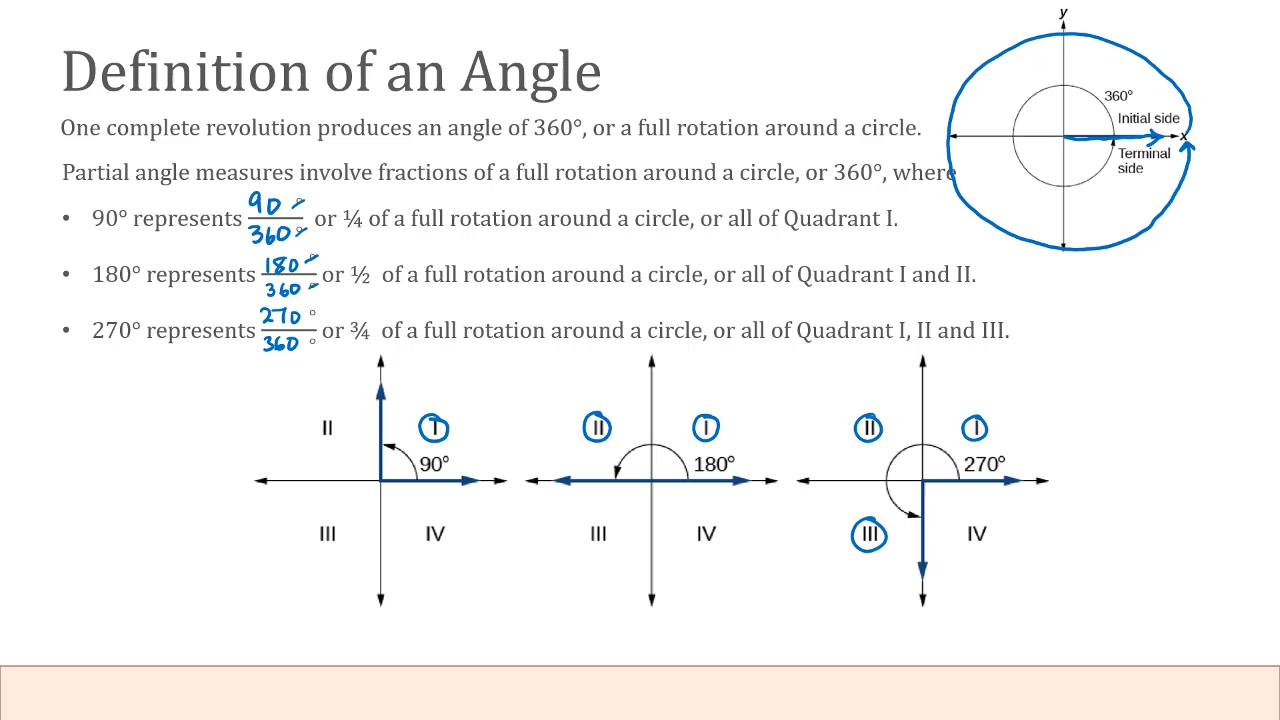 Definition of an Angle
One complete revolution produces an angle of 360°, or a full rotation around a circle.
Partial angle measures involve fractions of a full rotation around a circle, or 360°, where
• 90° represents 90°/360° or ¼ of a full rotation around a circle, or all of Quadrant I.
• 180° represents 180°/360° or ½ of a full rotation around a circle, or all of Quadrant I and II.
• 270° represents 270°/360° or ¾ of a full rotation around a circle, or all of Quadrant I, II and III.
y
360°
Initial side
x
Terminal
side
II I
90°
III IV
II I
180°
III IV
II I
270°
III IV